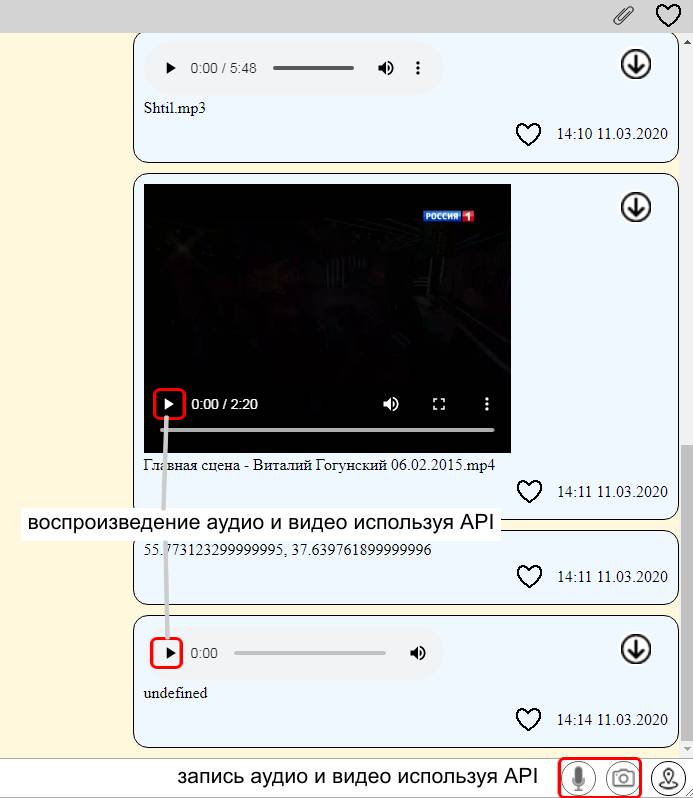 0:00 / 5:48
Shtil.mp3
14:10 11.03.2020
РОССИЯ 1
0:00 / 2:20
Главная сцена - Виталий Гогунский 06.02.2015.mp4
14:11 11.03.2020
воспроизведение аудио и видео используя API
55.773123299999995, 37.639761899999996
14:11 11.03.2020
0:00
undefined
14:14 11.03.2020
запись аудио и видео используя API